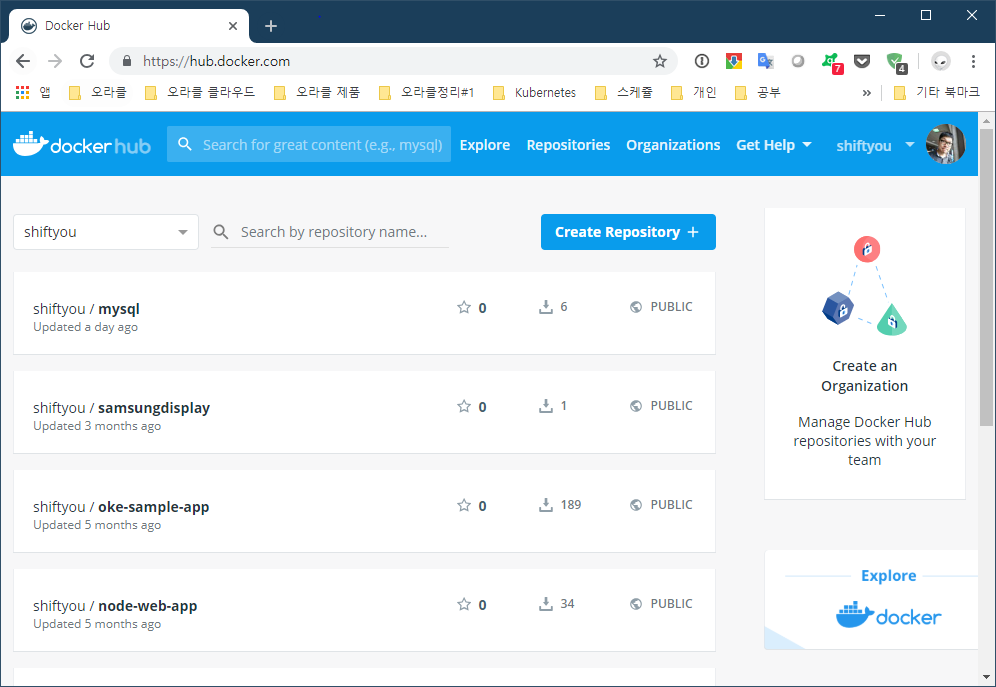 Docker Hub
https://hub.docker.com
7
4
앱 오라클 오라클 클라우드 오라클 제품 오라클정리#1 Kubernetes 스케쥴 개인 공부 » 기타 북마크
docker hub Search for great content (e.g., mysql) Explore Repositories Organizations Get Help shiftyou
shiftyou Search by repository name... Create Repository +
shiftyou / mysql 0 6 PUBLIC
Updated a day ago
shiftyou / samsungdisplay 0 1 PUBLIC
Updated 3 months ago
shiftyou / oke-sample-app 0 189 PUBLIC
Updated 5 months ago
shiftyou / node-web-app 0 34 PUBLIC
Updated 5 months ago
Create an
Organization
Manage Docker Hub
repositories with your
team
Explore
docker